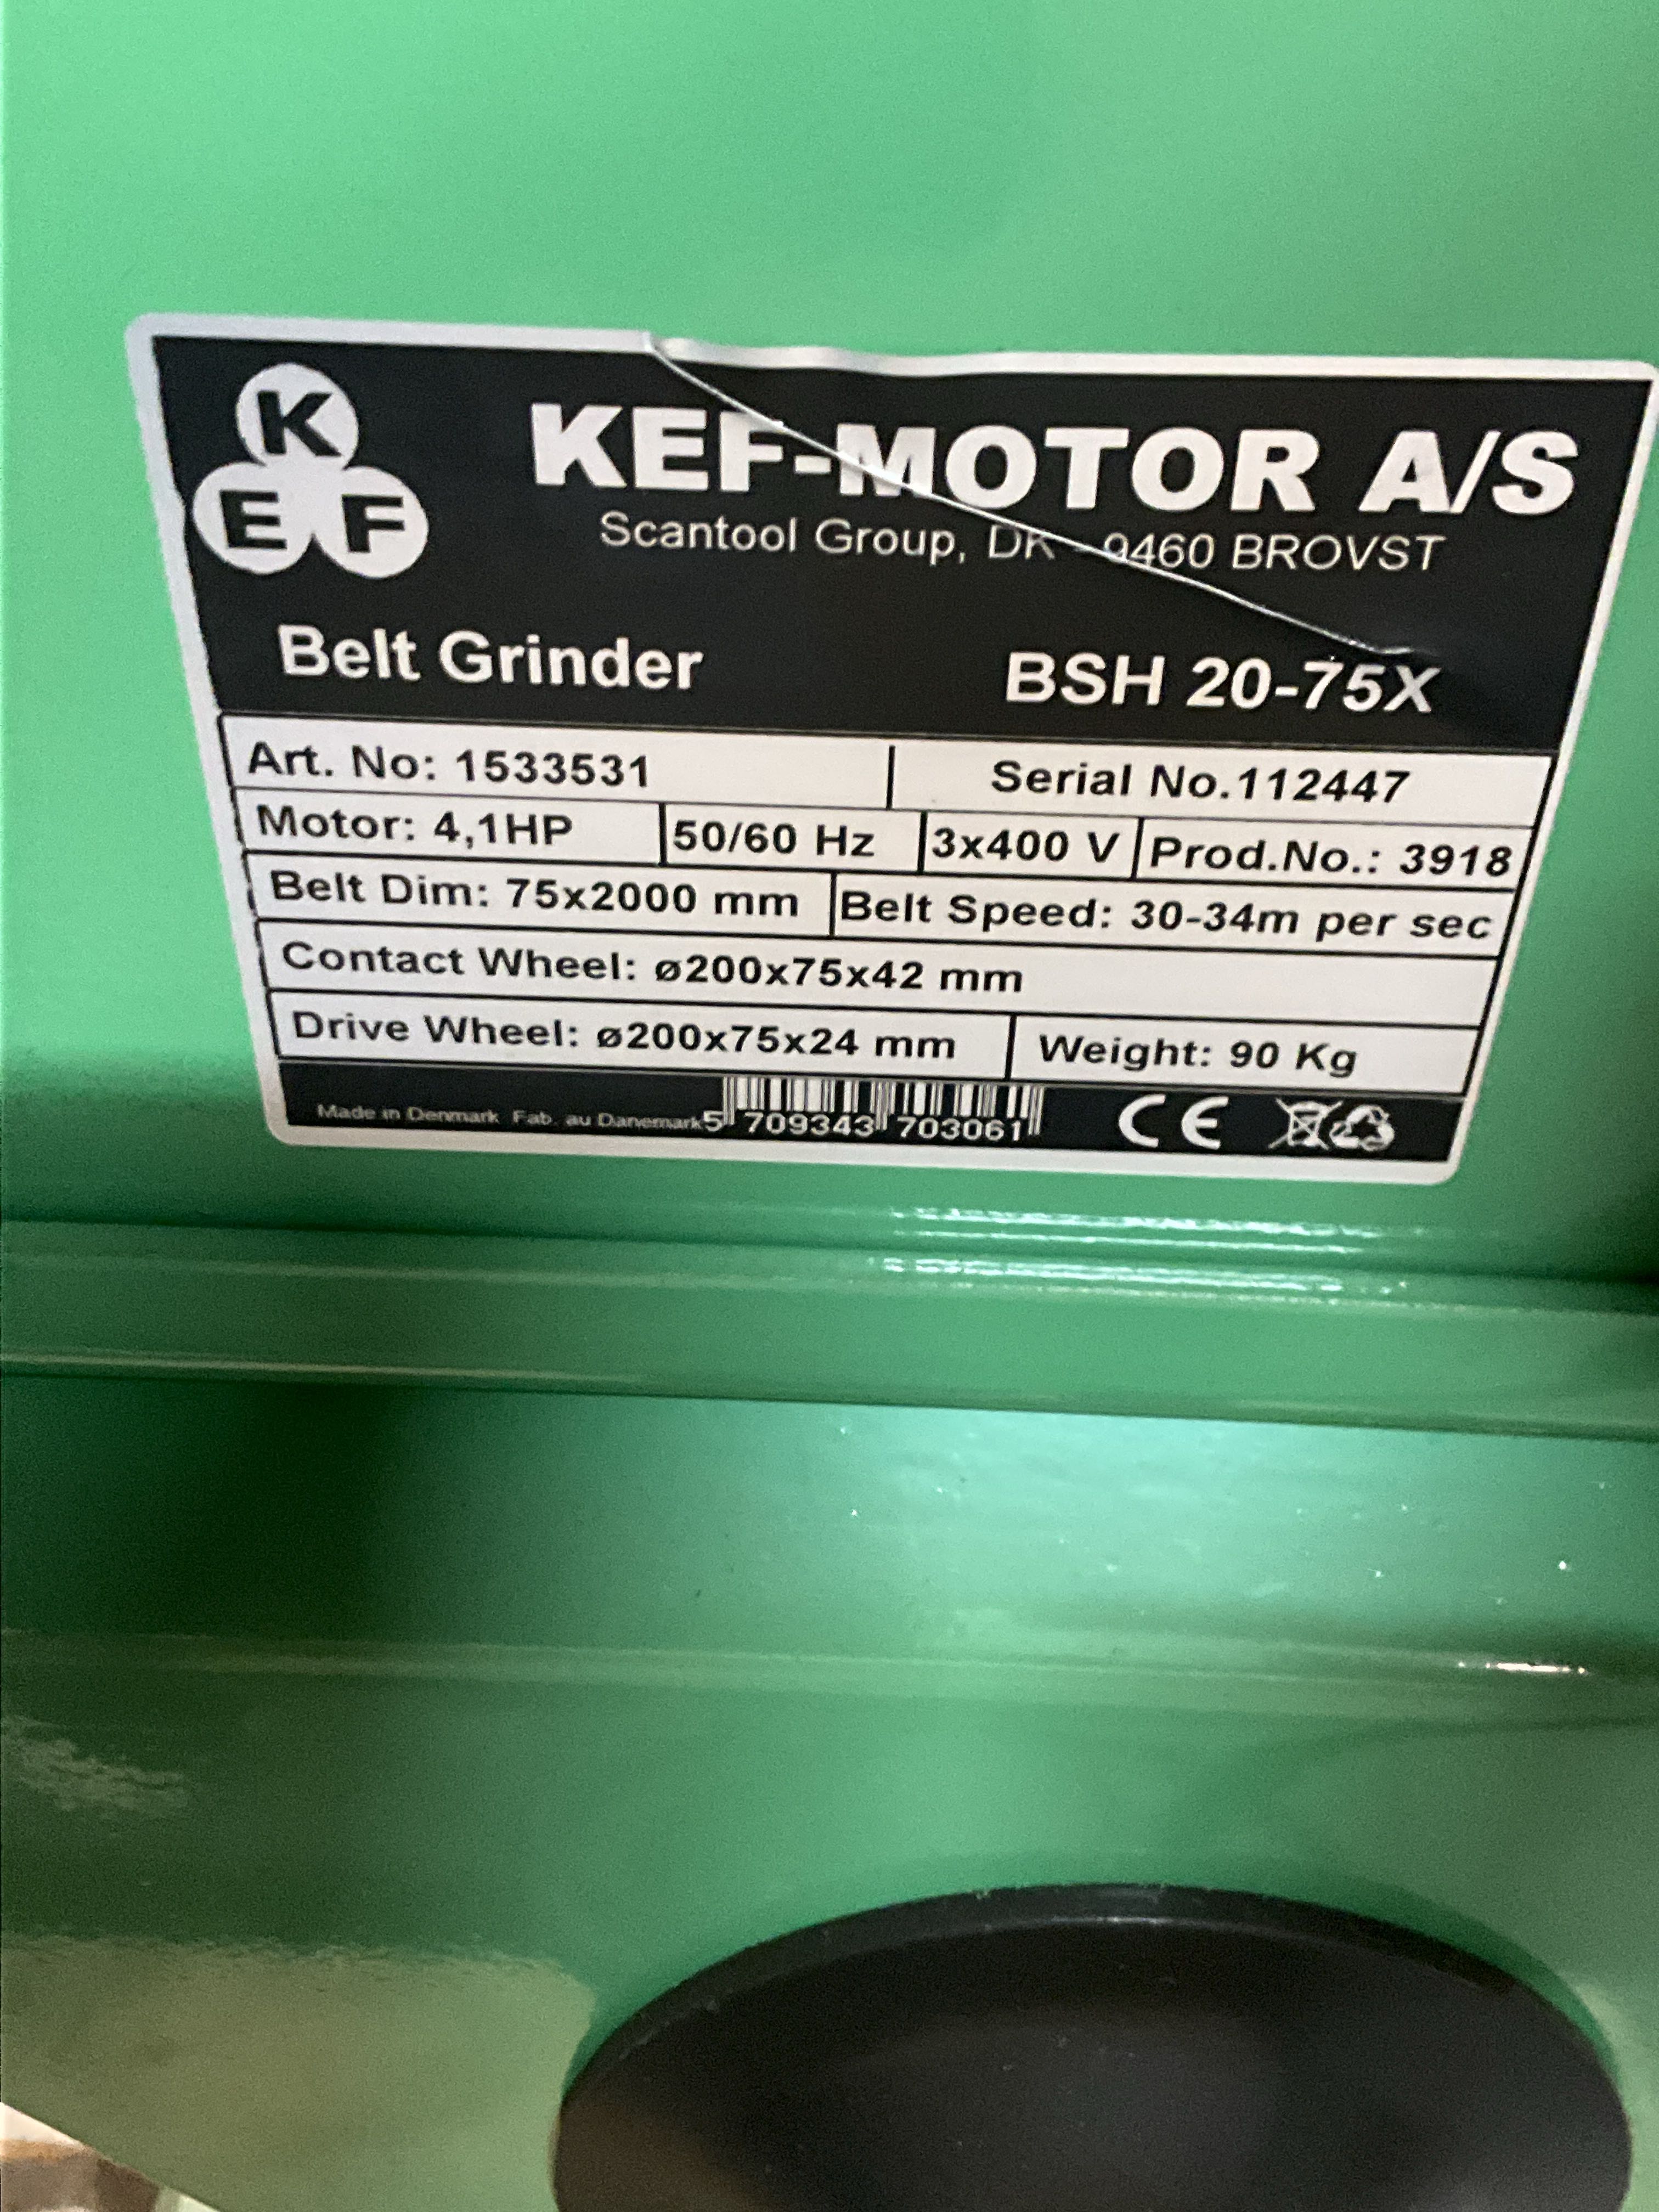 K
E F
KEF-MOTOR A/S
Scantool Group, DK - 9460 BROVST
Belt Grinder BSH 20-75X
Art. No: 1533531 Serial No.112447
Motor: 4,1HP 50/60 Hz 3x400 V Prod.No.: 3918
Belt Dim: 75x2000 mm Belt Speed: 30-34m per sec
Contact Wheel: ø200x75x42 mm
Drive Wheel: ø200x75x24 mm Weight: 90 Kg
Made in Denmark Fab. au Danemark 5 709343 703061 CE